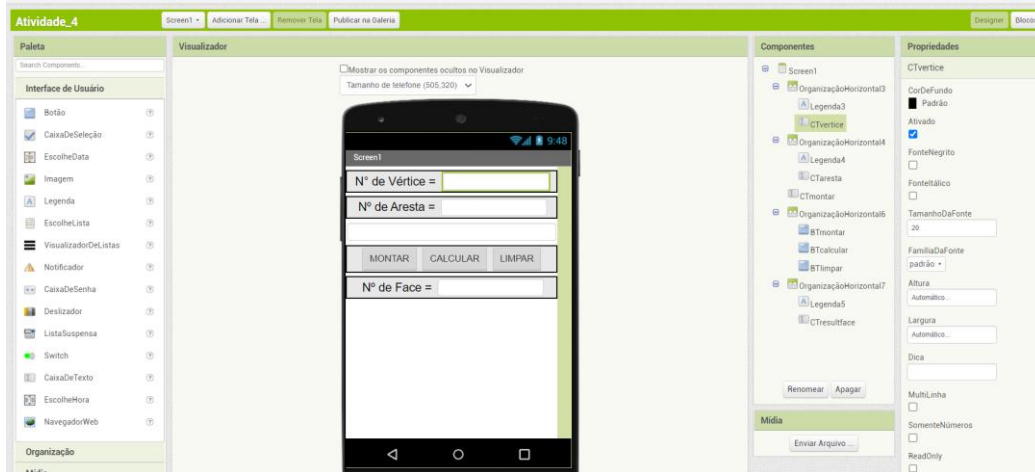 Atividade_4
Screen1
Adicionar Tela ...
Remover Tela
Publicar na Galeria
Designer
Paleta
Search Components...
Interface de Usuário
Botão
CaixaDeSeleção
EscolheData
Imagem
Legenda
EscolheLista
VisualizadorDeListas
Notificador
CaixaDeSenha
Deslizador
ListaSuspensa
Switch
CaixaDeTexto
EscolheHora
NavegadorWeb
Organização
Visualizador
Mostrar os componentes ocultos no Visualizador
Tamanho de telefone (505,320)
9:48
Screen1
N° de Vértice =
Nº de Aresta =
MONTAR CALCULAR LIMPAR
Nº de Face =
Componentes
Screen1
OrganizaçãoHorizontal3
Legenda3
CTvertice
OrganizaçãoHorizontal4
Legenda4
CTaresta
CTmontar
OrganizaçãoHorizontal6
BTmontar
BTcalcular
BTlimpar
OrganizaçãoHorizontal7
Legenda5
CTresultface
Renomear Apagar
Mídia
Enviar Arquivo ...
Propriedades
CTvertice
CorDeFundo
Padrão
Ativado
FonteNegrito
FonteItálico
TamanhoDaFonte
20
FamíliaDaFonte
padrão
Altura
Automático...
Largura
Automático...
Dica
MultiLinha
SomenteNúmeros
ReadOnly